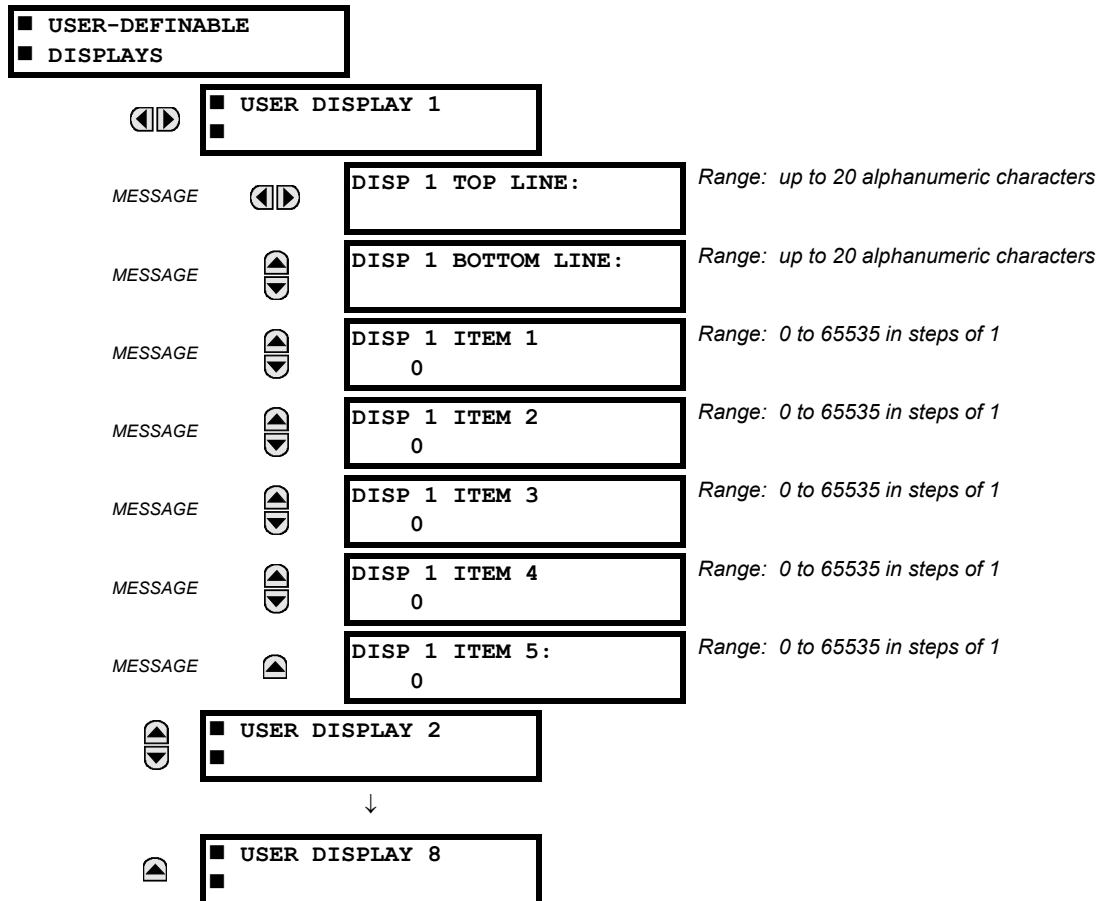 ■ USER-DEFINABLE
■ DISPLAYS
■ USER DISPLAY 1
■
MESSAGE DISP 1 TOP LINE: Range: up to 20 alphanumeric characters
MESSAGE DISP 1 BOTTOM LINE: Range: up to 20 alphanumeric characters
MESSAGE DISP 1 ITEM 1 Range: 0 to 65535 in steps of 1
0
MESSAGE DISP 1 ITEM 2 Range: 0 to 65535 in steps of 1
0
MESSAGE DISP 1 ITEM 3 Range: 0 to 65535 in steps of 1
0
MESSAGE DISP 1 ITEM 4 Range: 0 to 65535 in steps of 1
0
MESSAGE DISP 1 ITEM 5: Range: 0 to 65535 in steps of 1
0
■ USER DISPLAY 2
■
↓
■ USER DISPLAY 8
■